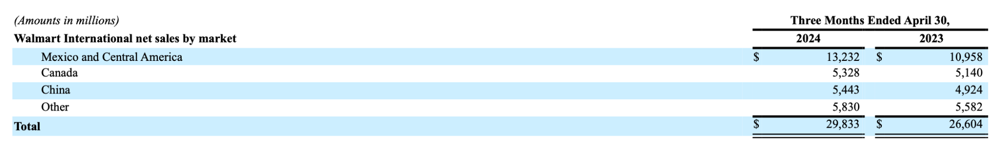 (Amounts in millions) Three Months Ended April 30,
Walmart International net sales by market 2024 2023
Mexico and Central America $ 13,232 $ 10,958
Canada 5,328 5,140
China 5,443 4,924
Other 5,830 5,582
Total $ 29,833 $ 26,604